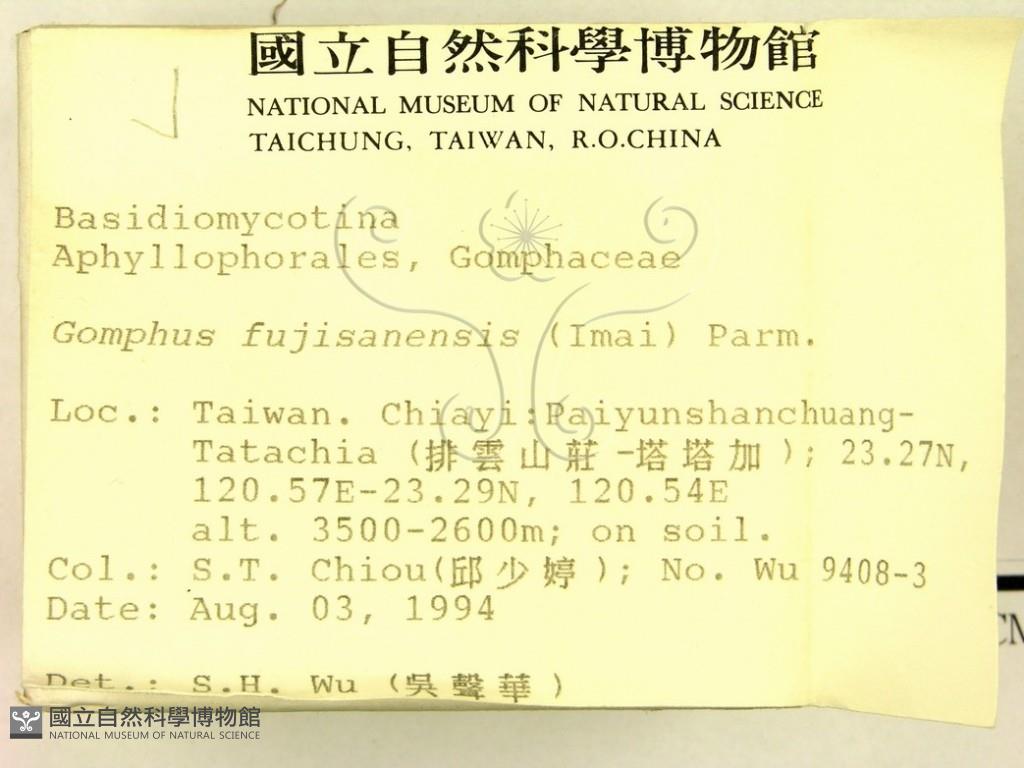 國立自然科學博物館
NATIONAL MUSEUM OF NATURAL SCIENCE
TAICHUNG, TAIWAN, R.O.CHINA
Basidiomycotina
Aphyllophorales, Gomphaceae
Gomphus fujisanensis (Imai) Parm.
Loc.: Taiwan. Chiayi:Paiyunshanchuang-
Tatachia (排雲山莊-塔塔加); 23.27N,
120.57E-23.29N, 120.54E
alt. 3500-2600m; on soil.
Col.: S.T. Chiou(邱少婷); No. Wu 9408-3
Date: Aug. 03, 1994
Det.: S.H. Wu (吳聲華)
CM
國立自然科學博物館
NATIONAL MUSEUM OF NATURAL SCIENCE